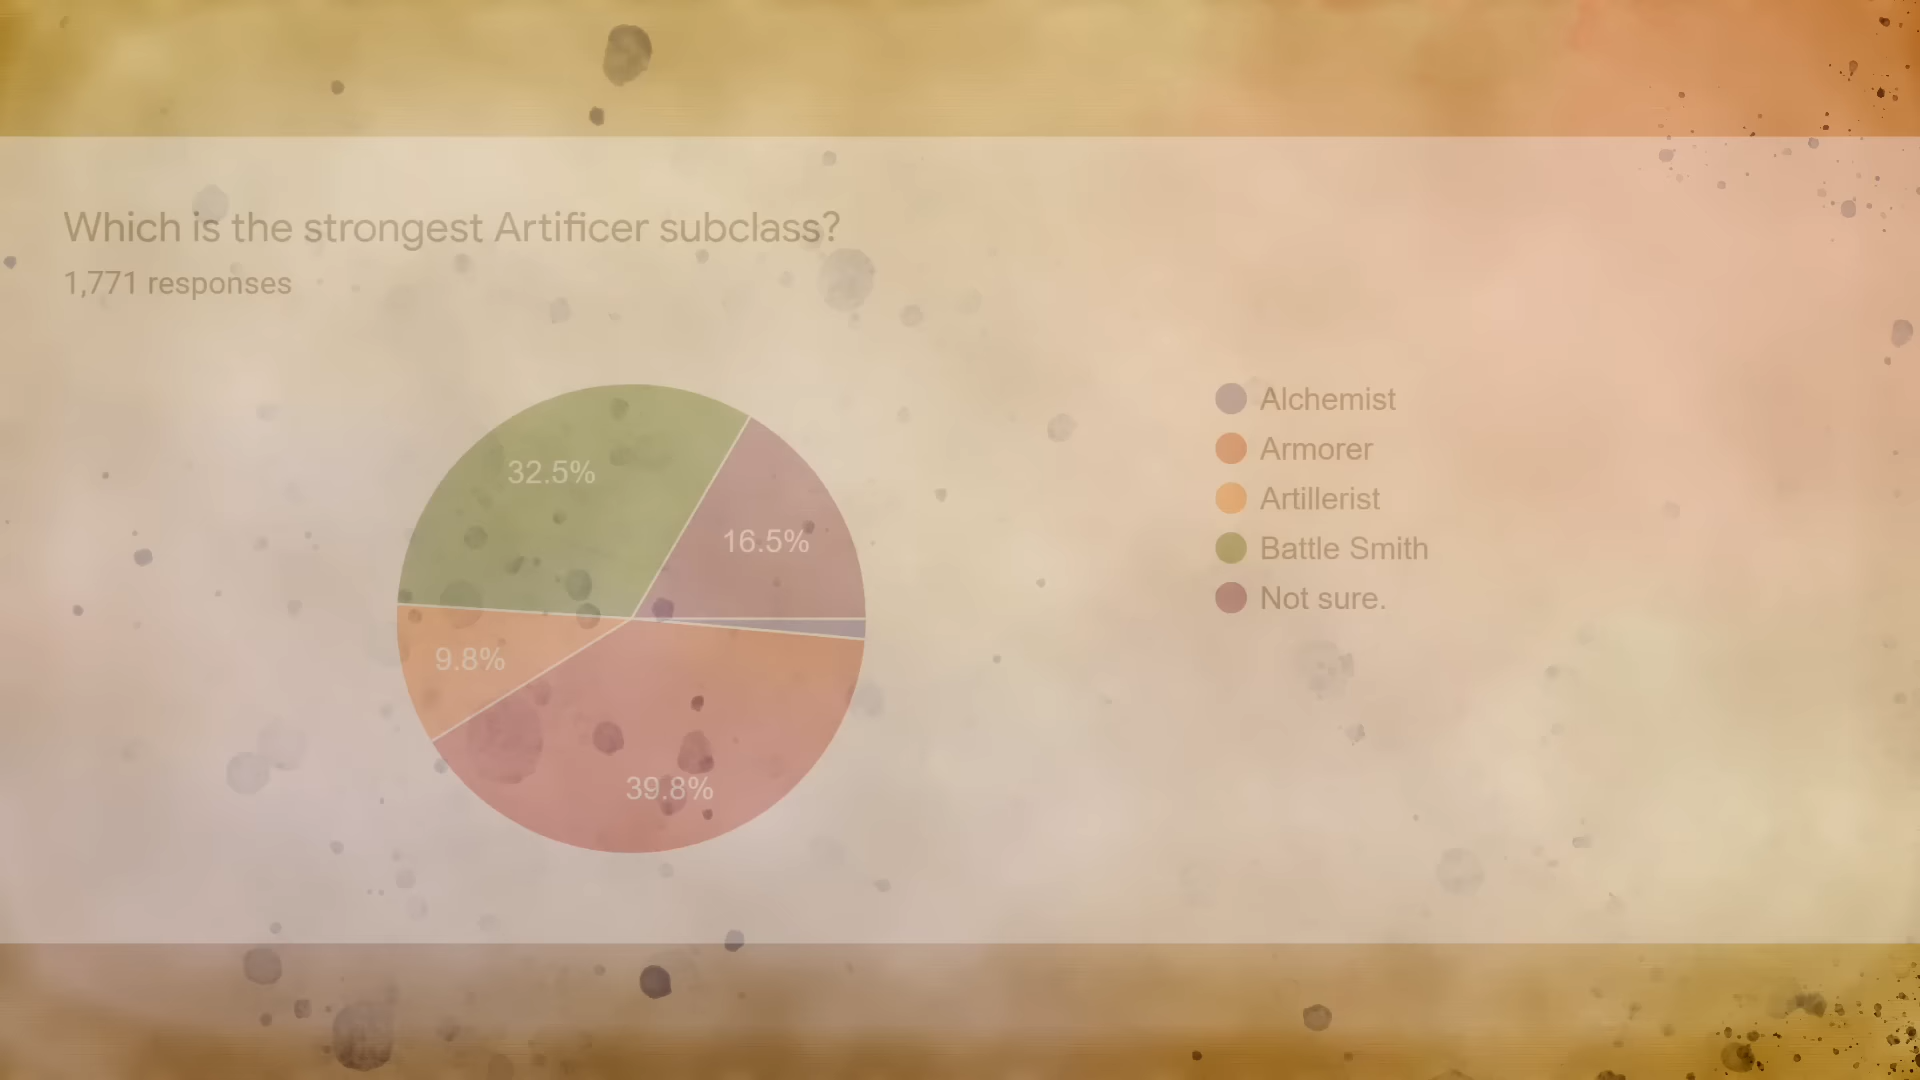 Which is the strongest Artificer subclass?
1,771 responses
32.5%
16.5%
9.8%
39.8%
Alchemist
Armorer
Artillerist
Battle Smith
Not sure.